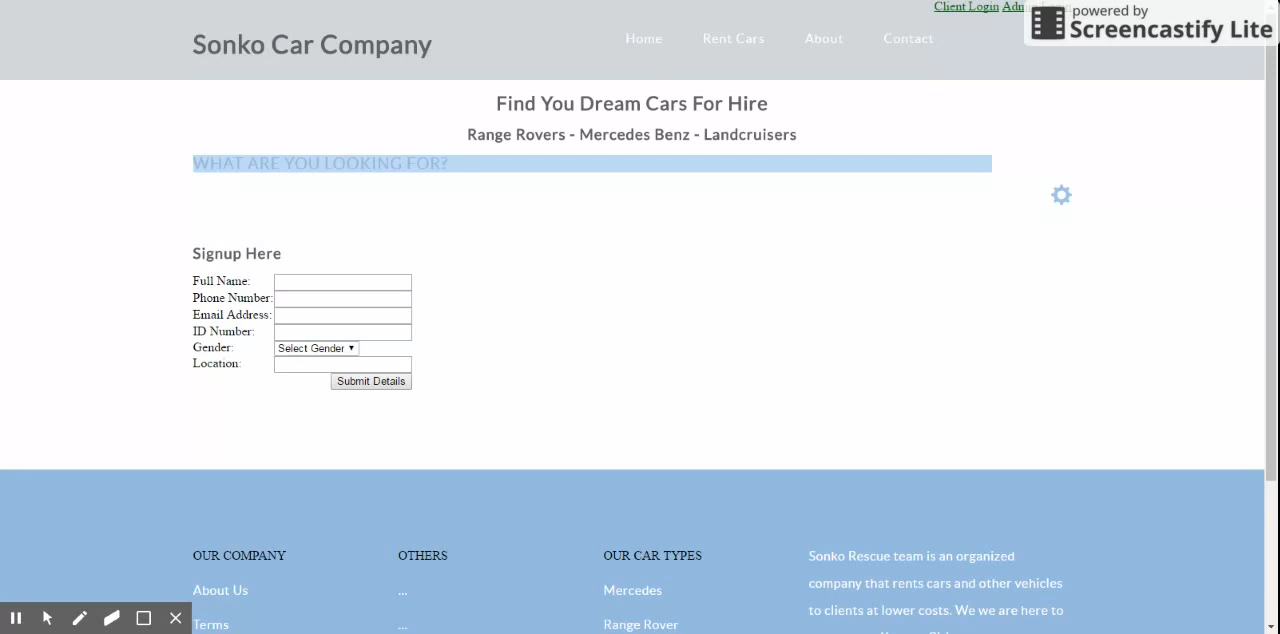 Client Login
powered by
Screencastify Lite
Sonko Car Company
Home Rent Cars About Contact
Find You Dream Cars For Hire
Range Rovers - Mercedes Benz - Landcruisers
WHAT ARE YOU LOOKING FOR?
Signup Here
Full Name:
Phone Number:
Email Address:
ID Number:
Gender: Select Gender
Location:
Submit Details
OUR COMPANY
About Us
Terms
OTHERS
...
...
OUR CAR TYPES
Mercedes
Range Rover
Sonko Rescue team is an organized
company that rents cars and other vehicles
to clients at lower costs. We we are here to